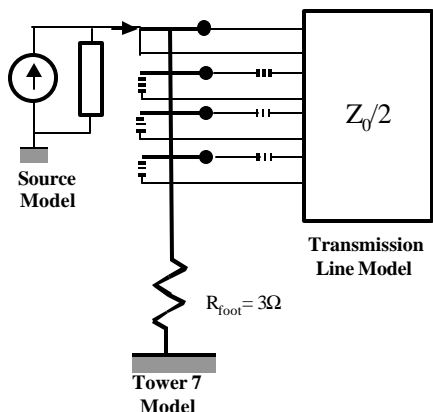 Z0/2
Source
Model
Transmission
Line Model
Rfoot= 3Ω
Tower 7
Model